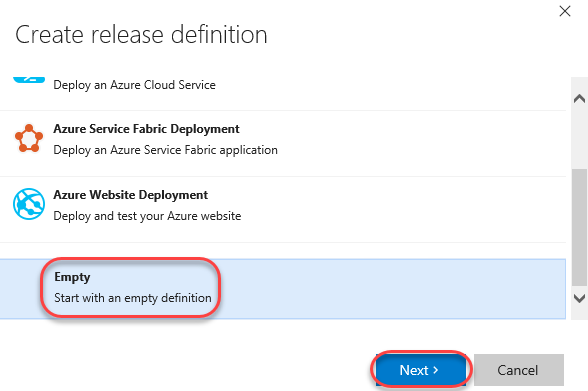 Create release definition
Deploy an Azure Cloud Service
Azure Service Fabric Deployment
Deploy an Azure Service Fabric application
Azure Website Deployment
Deploy and test your Azure website
Empty
Start with an empty definition
Next >
Cancel